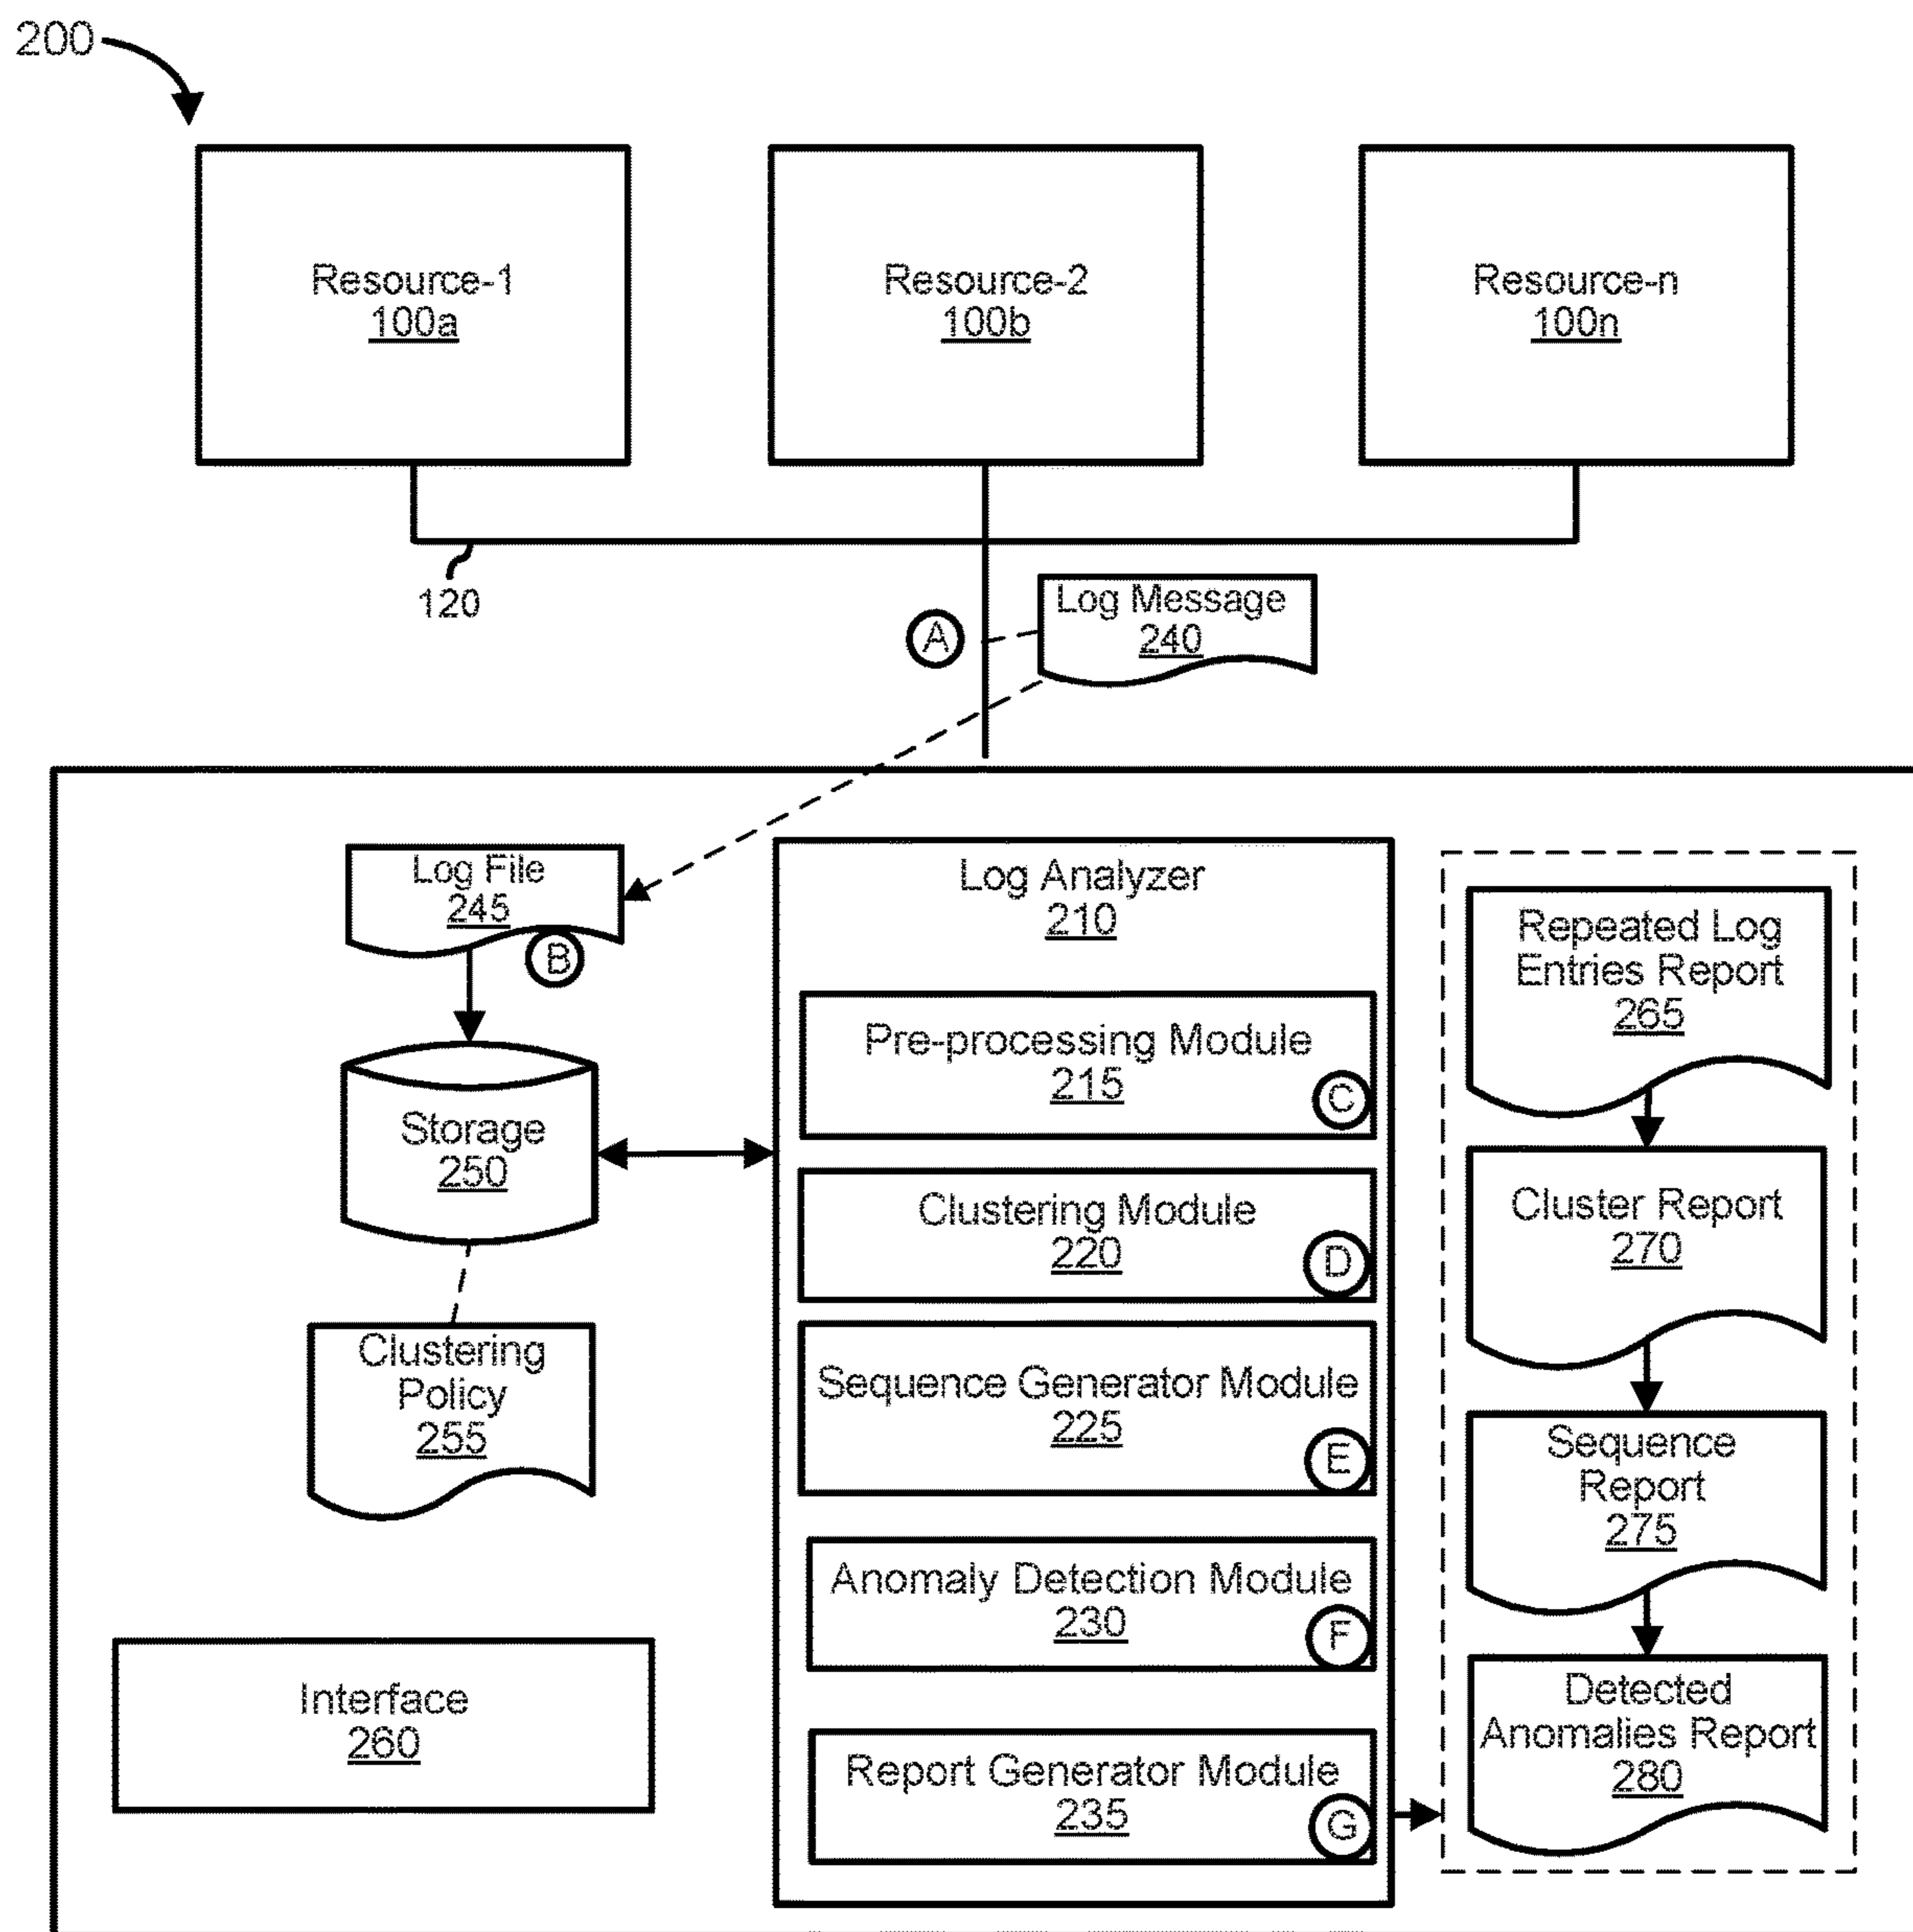 200
Resource-1
100a
Resource-2
100b
Resource-n
100n
120
A
Log Message
240
Log File
245
B
Storage
250
Clustering
Policy
255
Interface
260
Log Analyzer
210
Pre-processing Module
215
C
Clustering Module
220
D
Sequence Generator Module
225
E
Anomaly Detection Module
230
F
Report Generator Module
235
G
Repeated Log
Entries Report
265
Cluster Report
270
Sequence
Report
275
Detected
Anomalies Report
280